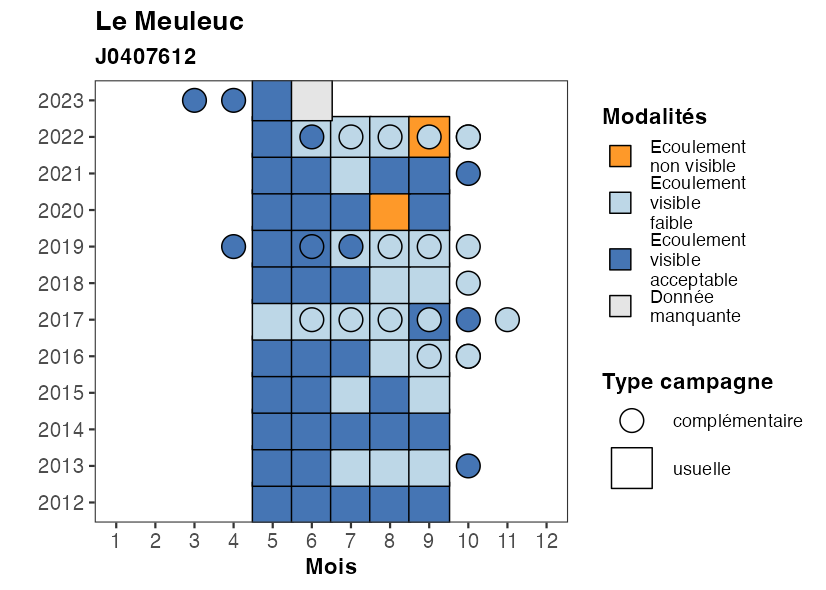 Le Meuleuc
J0407612
2023
2022
2021
2020
2019
2018
2017
2016
2015
2014
2013
2012
1 2 3 4 5 6 7 8 9 10 11 12
Mois
Modalités
Ecoulement
non visible
Ecoulement
visible
faible
Ecoulement
visible
acceptable
Donnée
manquante
Type campagne
complémentaire
usuelle